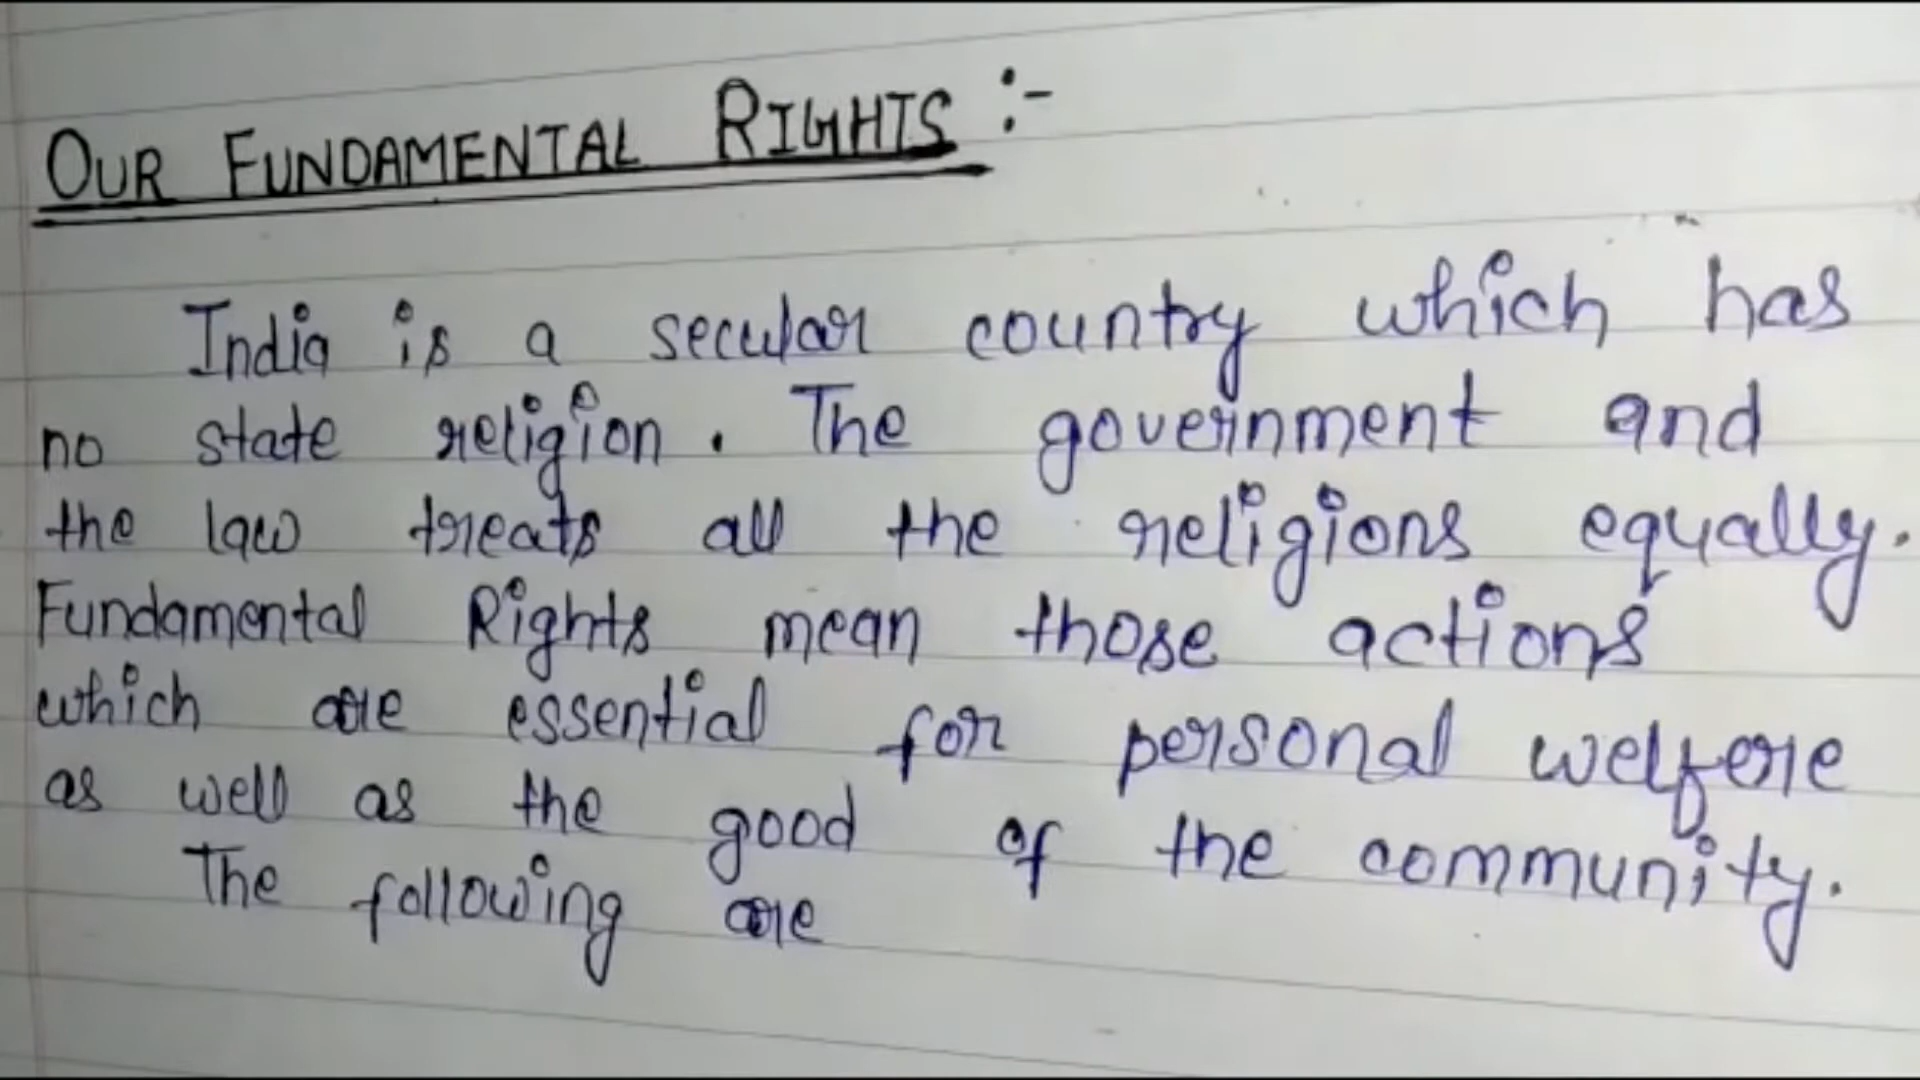 OUR FUNDAMENTAL RIGHTS :-
India is a secular country which has
no state religion. The government and
the law treats all the religions equally.
Fundamental Rights mean those actions
which are essential for personal welfere
as well as the good of the community.
The following are